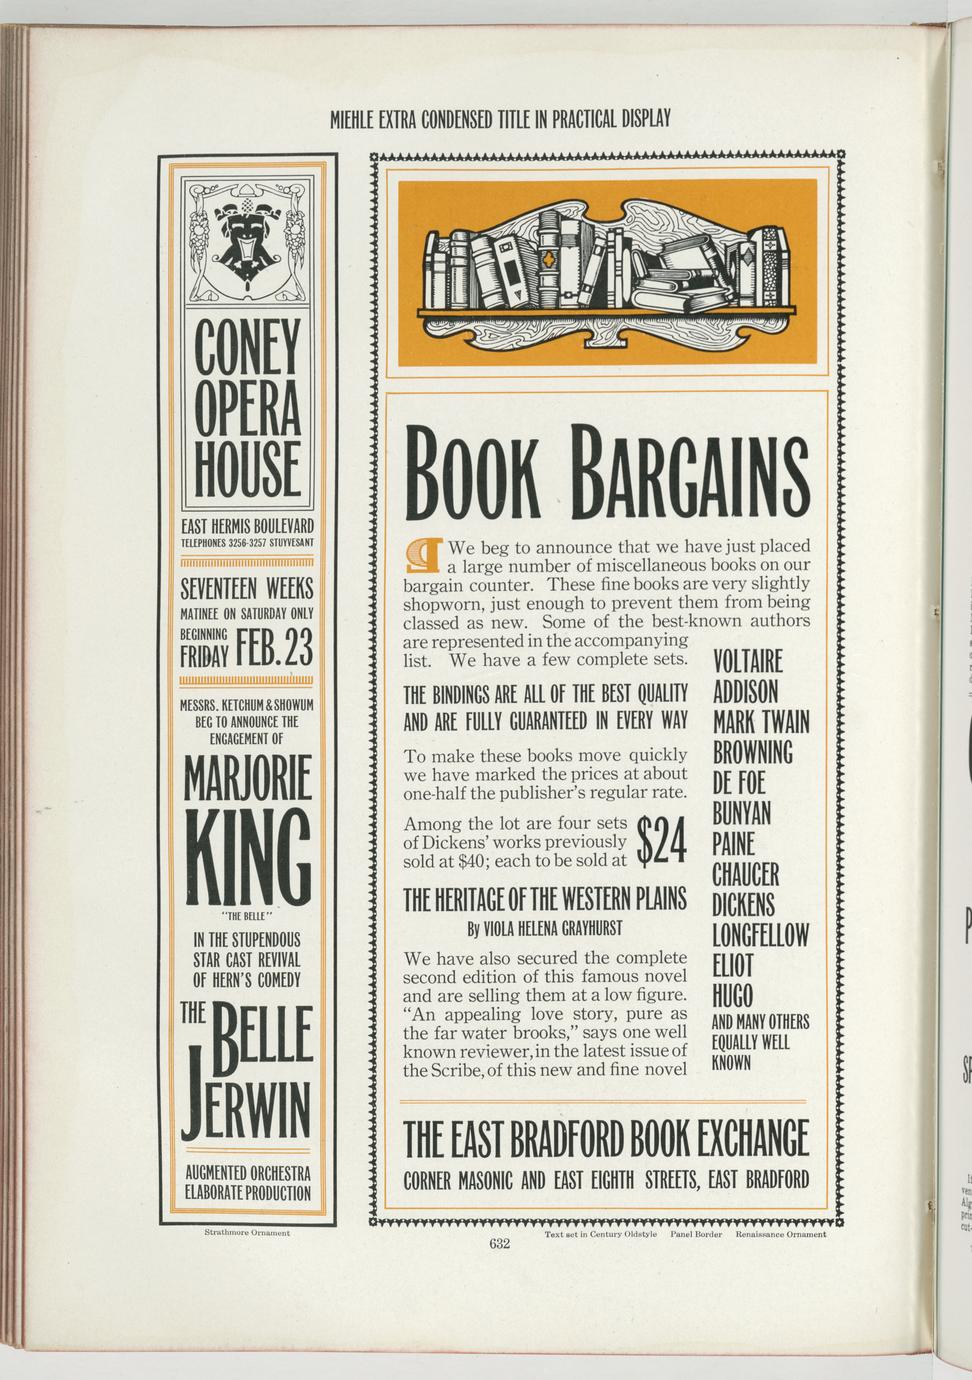 MIEHLE EXTRA CONDENSED TITLE IN PRACTICAL DISPLAY
CONEY
OPERA
HOUSE
EAST HERMIS BOULEVARD
TELEPHONES 3256-3257 STUYVESANT
SEVENTEEN WEEKS
MATINEE ON SATURDAY ONLY
BEGINNING
FRIDAY FEB. 23
MESSRS. KETCHUM & SHOWUM
BEG TO ANNOUNCE THE
ENGAGEMENT OF
MARJORIE
KING
"THE BELLE"
IN THE STUPENDOUS
STAR CAST REVIVAL
OF HERN'S COMEDY
THE BELLE
JERWIN
AUGMENTED ORCHESTRA
ELABORATE PRODUCTION
Strathmore Ornament
BOOK BARGAINS
¶ We beg to announce that we have just placed
a large number of miscellaneous books on our
bargain counter. These fine books are very slightly
shopworn, just enough to prevent them from being
classed as new. Some of the best-known authors
are represented in the accompanying
list. We have a few complete sets.
THE BINDINGS ARE ALL OF THE BEST QUALITY
AND ARE FULLY GUARANTEED IN EVERY WAY
To make these books move quickly
we have marked the prices at about
one-half the publisher's regular rate.
Among the lot are four sets
of Dickens' works previously
sold at $40; each to be sold at $24
THE HERITAGE OF THE WESTERN PLAINS
By VIOLA HELENA GRAYHURST
We have also secured the complete
second edition of this famous novel
and are selling them at a low figure.
"An appealing love story, pure as
the far water brooks," says one well
known reviewer, in the latest issue of
the Scribe, of this new and fine novel
VOLTAIRE
ADDISON
MARK TWAIN
BROWNING
DE FOE
BUNYAN
PAINE
CHAUCER
DICKENS
LONGFELLOW
ELIOT
HUGO
AND MANY OTHERS
EQUALLY WELL
KNOWN
THE EAST BRADFORD BOOK EXCHANGE
CORNER MASONIC AND EAST EIGHTH STREETS, EAST BRADFORD
Text set in Century Oldstyle Panel Border Renaissance Ornament
632